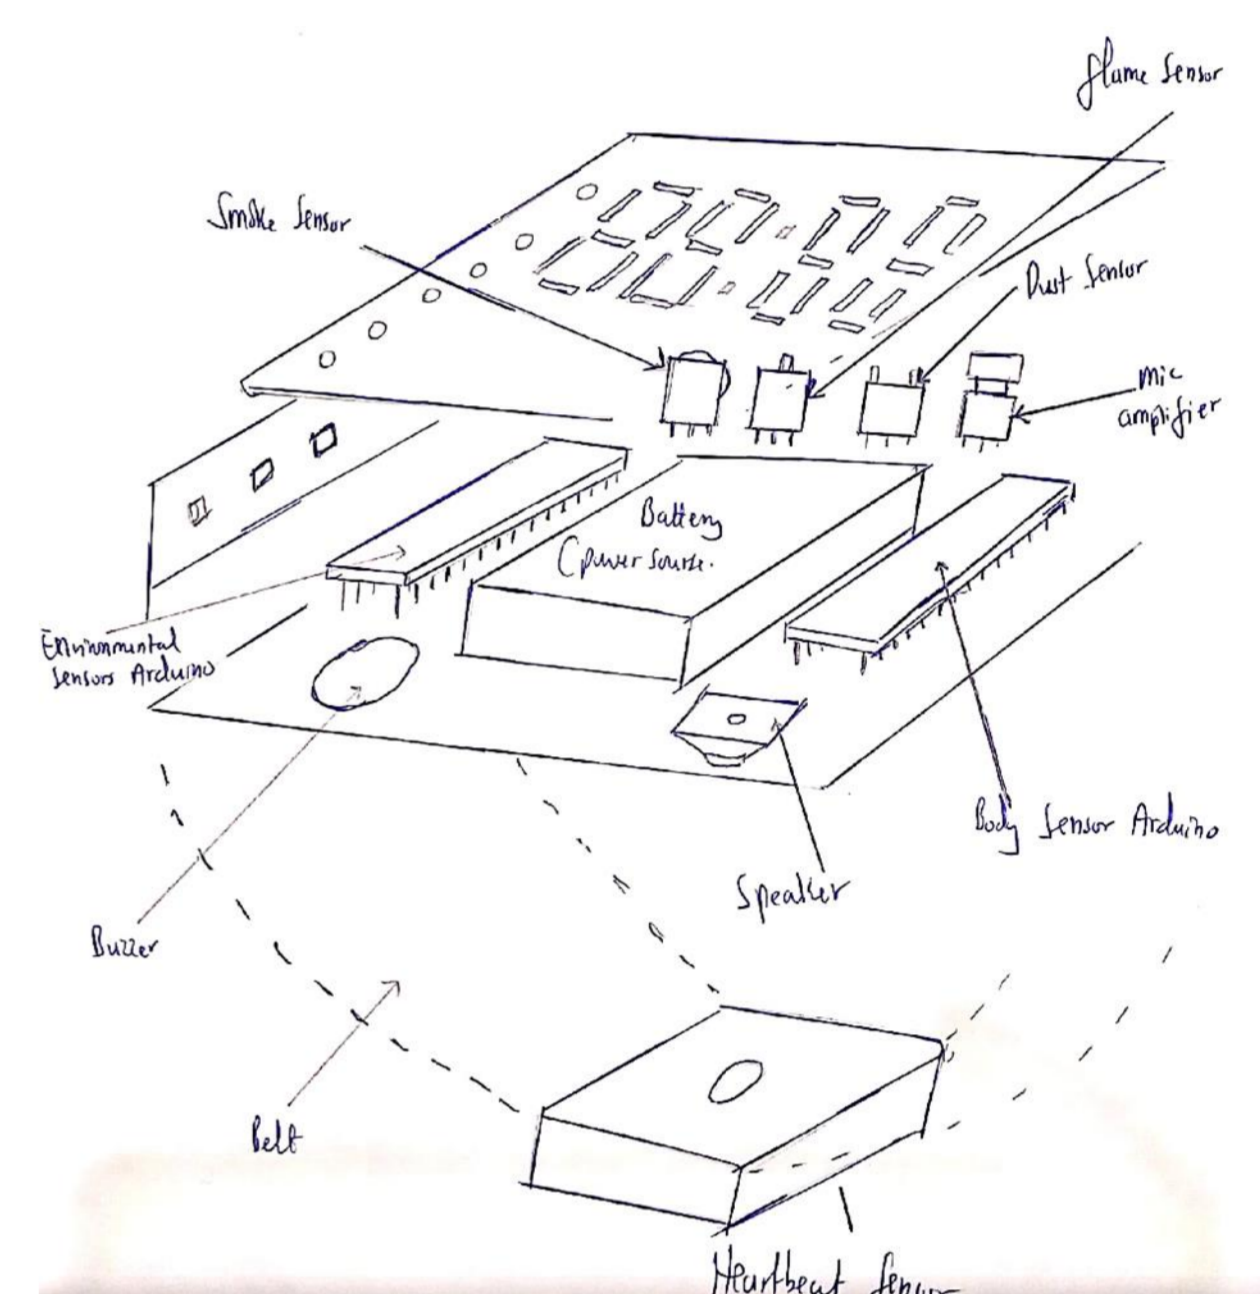 flame Sensor
Smoke Sensor
Dust Sensor
Mic
amplifier
Battery
(power source.
Environmental
Sensors Arduino
Body Sensor Arduino
Speaker
Buzzer
Belt
Heartbeat Sensor